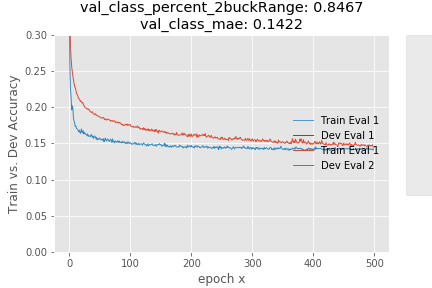 val_class_percent_2buckRange: 0.8467
val_class_mae: 0.1422
Train vs. Dev Accuracy
0.30
0.25
0.20
0.15
0.10
0.05
0.00
Train Eval 1
Dev Eval 1
Train Eval 1
Dev Eval 2
0 100 200 300 400 500
epoch x